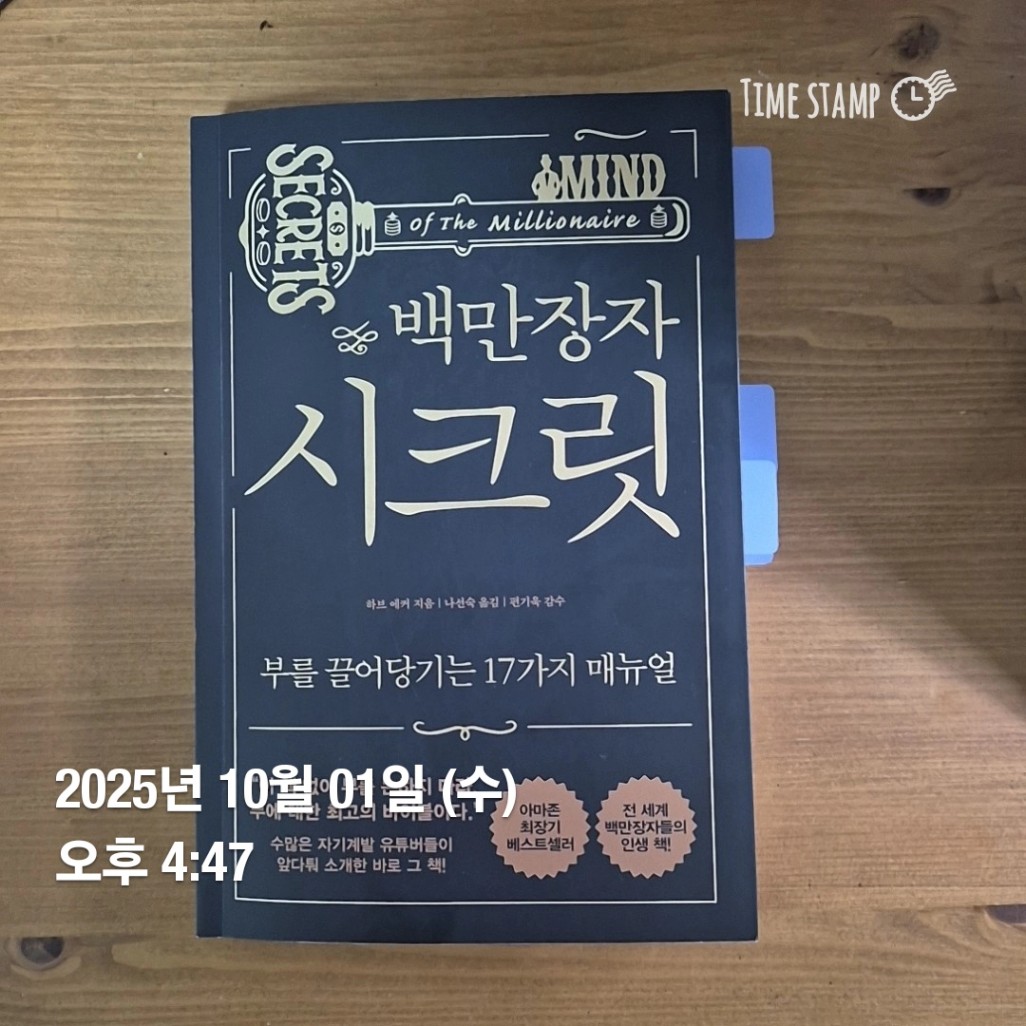 TIME STAMP
SECRETS
MIND
Of The Millionaire
백만장자
시크릿
하브 에커 지음 | 나선숙 옮김 | 편기욱 감수
부를 끌어당기는 17가지 매뉴얼
부에 대한 최고의 바이블이다.
수많은 자기계발 유튜버들이
앞다퉈 소개한 바로 그 책!
아마존
최장기
베스트셀러
전 세계
백만장자들의
인생 책!
2025년 10월 01일 (수)
오후 4:47